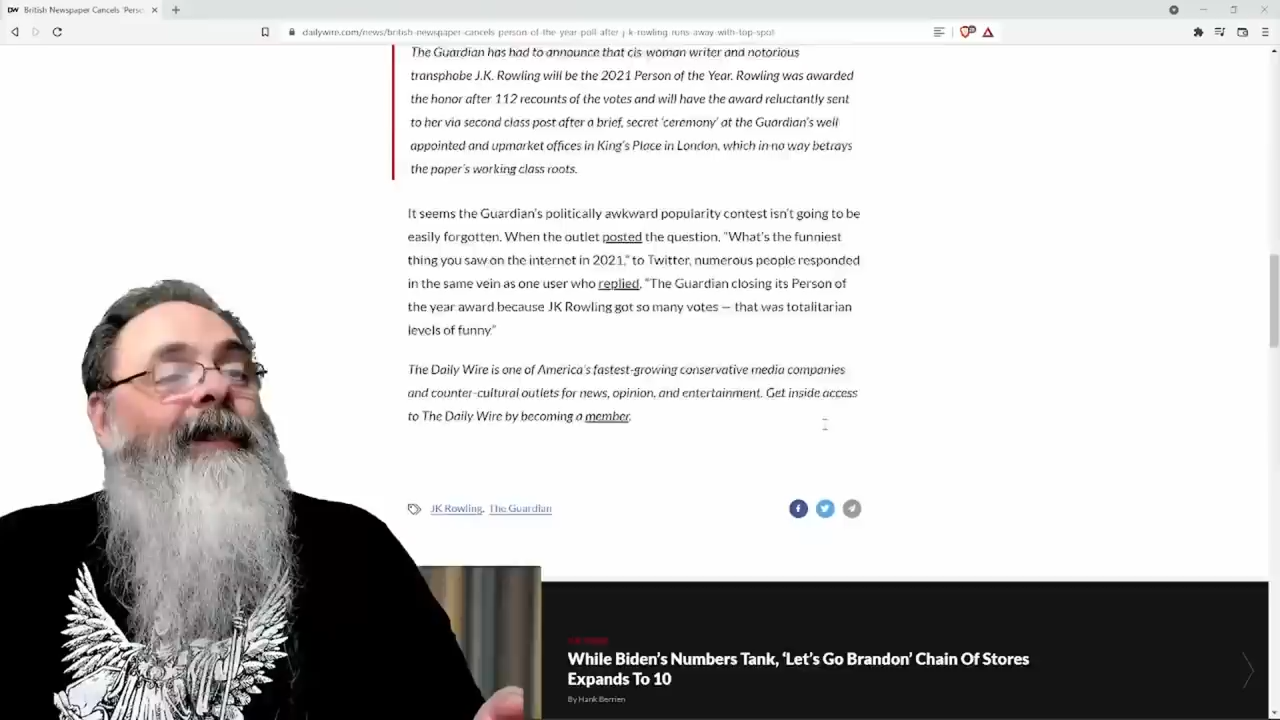 DW British Newspaper Cancels 'Perso
dailywire.com/news/british-newspaper-cancels-person-of-the-year-poll-after-j-k-rowling-runs-away-with-top-spot
The Guardian has had to announce that cis-woman writer and notorious
transphobe J.K. Rowling will be the 2021 Person of the Year. Rowling was awarded
the honor after 112 recounts of the votes and will have the award reluctantly sent
to her via second class post after a brief, secret 'ceremony' at the Guardian's well
appointed and upmarket offices in King's Place in London, which in no way betrays
the paper's working class roots.
It seems the Guardian's politically awkward popularity contest isn't going to be
easily forgotten. When the outlet posted the question, "What's the funniest
thing you saw on the internet in 2021," to Twitter, numerous people responded
in the same vein as one user who replied, "The Guardian closing its Person of
the year award because JK Rowling got so many votes — that was totalitarian
levels of funny."
The Daily Wire is one of America's fastest-growing conservative media companies
and counter-cultural outlets for news, opinion, and entertainment. Get inside access
to The Daily Wire by becoming a member.
JK Rowling, The Guardian
While Biden's Numbers Tank, 'Let's Go Brandon' Chain Of Stores
Expands To 10
By Hank Berrien